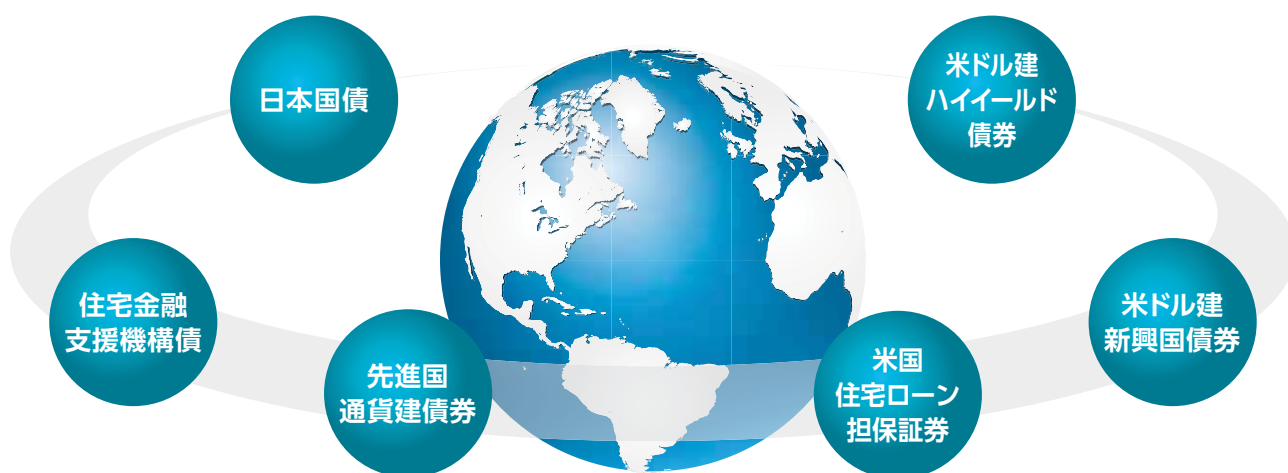 日本国債
米ドル建
ハイイールド
債券
住宅金融
支援機構債
米ドル建
新興国債券
先進国
通貨建債券
米国
住宅ローン
担保証券